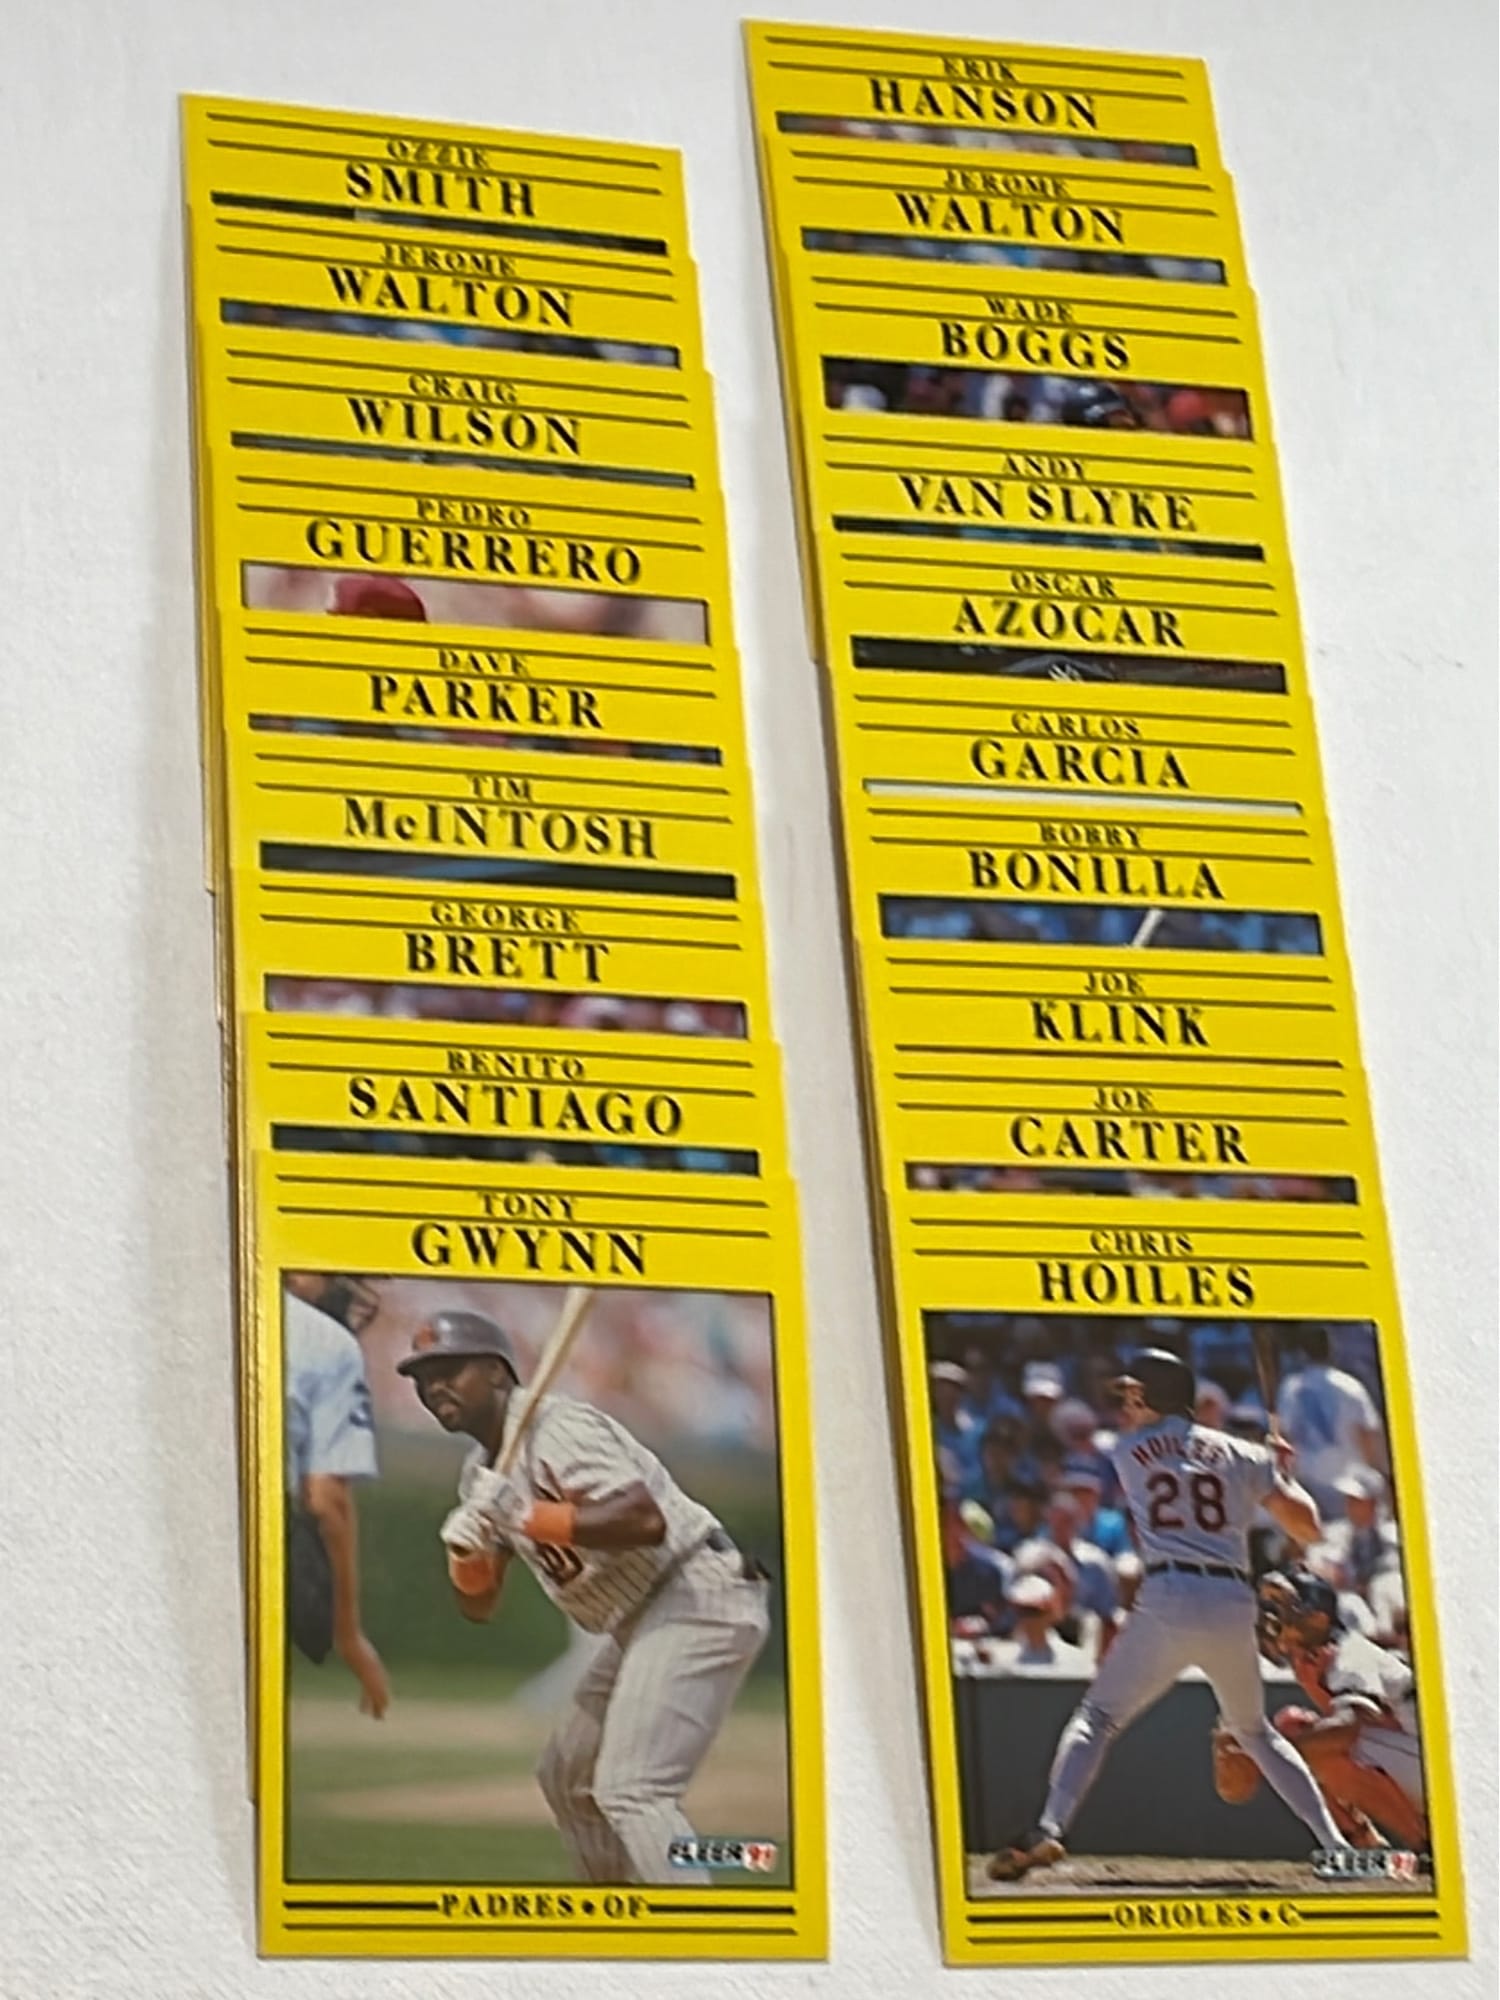 OZZIE
SMITH
JEROME
WALTON
CRAIG
WILSON
PEDRO
GUERRERO
DAVE
PARKER
TIM
McINTOSH
GEORGE
BRETT
BENITO
SANTIAGO
TONY
GWYNN
FLEER 91
PADRES • OF
ERIK
HANSON
JEROME
WALTON
WADE
BOGGS
ANDY
VAN SLYKE
OSCAR
AZOCAR
CARLOS
GARCIA
BOBBY
BONILLA
JOE
KLINK
JOE
CARTER
CHRIS
HOILES
HOILES
28
FLEER 91
ORIOLES • C